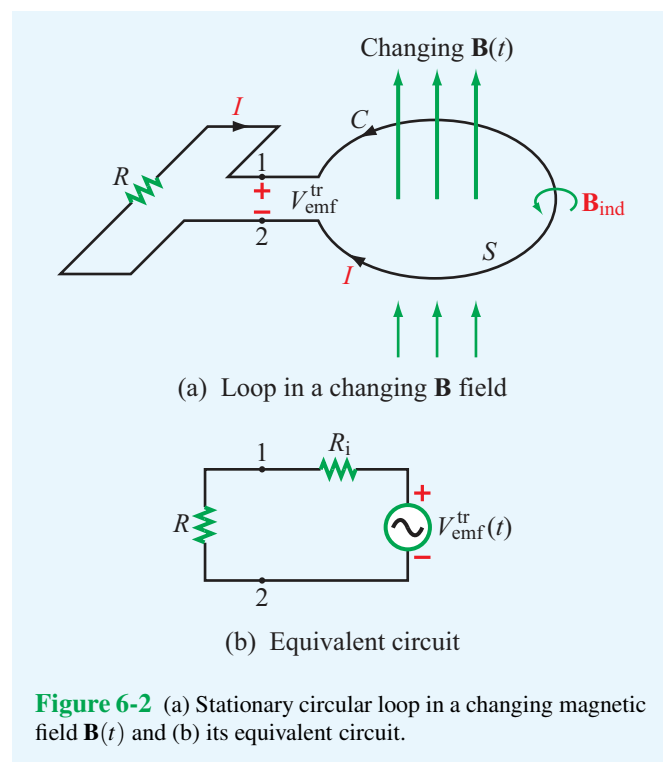 Changing B(t)
I
C
R
1
+
V_emf^tr
−
2
B_ind
S
I
(a) Loop in a changing B field
1
R_i
+
R
V_emf^tr(t)
−
2
(b) Equivalent circuit
Figure 6-2 (a) Stationary circular loop in a changing magnetic
field B(t) and (b) its equivalent circuit.